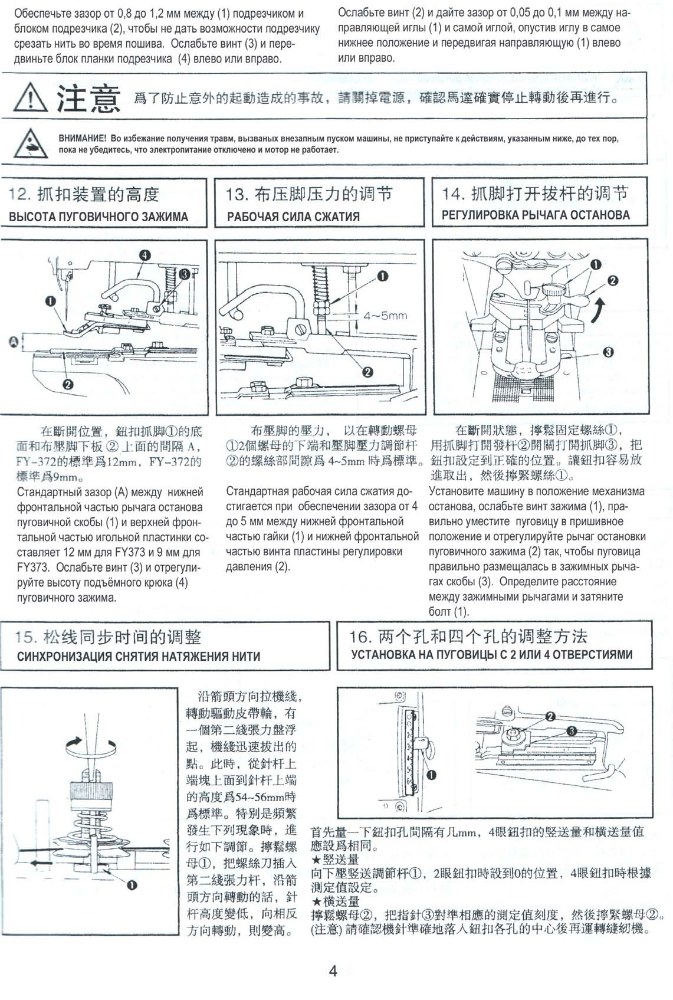 Обеспечьте зазор от 0,8 до 1,2 мм между (1) подрезчиком и
блоком подрезчика (2), чтобы не дать возможности подрезчику
срезать нить во время пошива. Ослабьте винт (3) и пере-
двиньте блок планки подрезчика (4) влево или вправо.
Ослабьте винт (2) и дайте зазор от 0,05 до 0,1 мм между на-
правляющей иглы (1) и самой иглой, опустив иглу в самое
нижнее положение и передвигая направляющую (1) влево
или вправо.
注意 爲了防止意外的起動造成的事故，請關掉電源，確認馬達確實停止轉動後再進行。
ВНИМАНИЕ! Во избежание получения травм, вызваных внезапным пуском машины, не приступайте к действиям, указанным ниже, до тех пор,
пока не убедитесь, что электропитание отключено и мотор не работает.
12. 抓扣装置的高度
ВЫСОТА ПУГОВИЧНОГО ЗАЖИМА
13. 布压脚压力的调节
РАБОЧАЯ СИЛА СЖАТИЯ
14. 抓脚打开拔杆的调节
РЕГУЛИРОВКА РЫЧАГА ОСТАНОВА
4
3
1
A
2
1
4~5mm
2
1
2
3
在斷開位置，鈕扣抓脚①的底
面和布壓脚下板②上面的間隔 A，
FY-372的標準爲12mm，FY-372的
標準爲9mm。
Стандартный зазор (А) между нижней
фронтальной частью рычага останова
пуговичной скобы (1) и верхней фрон-
тальной частью игольной пластинки со-
ставляет 12 мм для FY373 и 9 мм для
FY373. Ослабьте винт (3) и отрегули-
руйте высоту подъёмного крюка (4)
пуговичного зажима.
布壓脚的壓力， 以在轉動螺母
①2個螺母的下端和壓脚壓力調節杆
②的螺絲部間隙爲 4~5mm 時爲標準。
Стандартная рабочая сила сжатия до-
стигается при обеспечении зазора от 4
до 5 мм между нижней фронтальной
частью гайки (1) и нижней фронтальной
частью винта пластины регулировки
давления (2).
在斷開狀態，擰鬆固定螺絲①，
用抓脚打開發杆②開關打開抓脚③，把
鈕扣設定到正確的位置。讓鈕扣容易放
進取出，然後擰緊螺絲①。
Установите машину в положение механизма
останова, ослабьте винт зажима (1), пра-
вильно уместите пуговицу в пришивное
положение и отрегулируйте рычаг остановки
пуговичного зажима (2) так, чтобы пуговица
правильно размещалась в зажимных рыча-
гах скобы (3). Определите расстояние
между зажимными рычагами и затяните
болт (1).
15. 松线同步时间的调整
СИНХРОНИЗАЦИЯ СНЯТИЯ НАТЯЖЕНИЯ НИТИ
16. 两个孔和四个孔的调整方法
УСТАНОВКА НА ПУГОВИЦЫ С 2 ИЛИ 4 ОТВЕРСТИЯМИ
1
沿箭頭方向拉機綫，
轉動驅動皮帶輪，有
一個第二綫張力盤浮
起，機綫迅速拔出的
點。此時，從針杆上
端塊上面到針杆上端
的高度爲54~56mm時
爲標準。特别是頻繁
發生下列現象時，進
行如下調節。擰鬆螺
母①，把螺絲刀插入
第二綫張力杆，沿箭
頭方向轉動的話，針
杆高度變低，向相反
方向轉動，則變高。
1
2
3
首先量一下鈕扣孔間隔有几mm，4眼鈕扣的竪送量和横送量值
應設爲相同。
★竪送量
向下壓竪送調節杆①，2眼鈕扣時設到0的位置，4眼鈕扣時根據
測定值設定。
★横送量
擰鬆螺母②，把指針③對準相應的測定值刻度，然後擰緊螺母②。
(注意) 請確認機針準確地落入鈕扣各孔的中心後再運轉縫紉機。
4